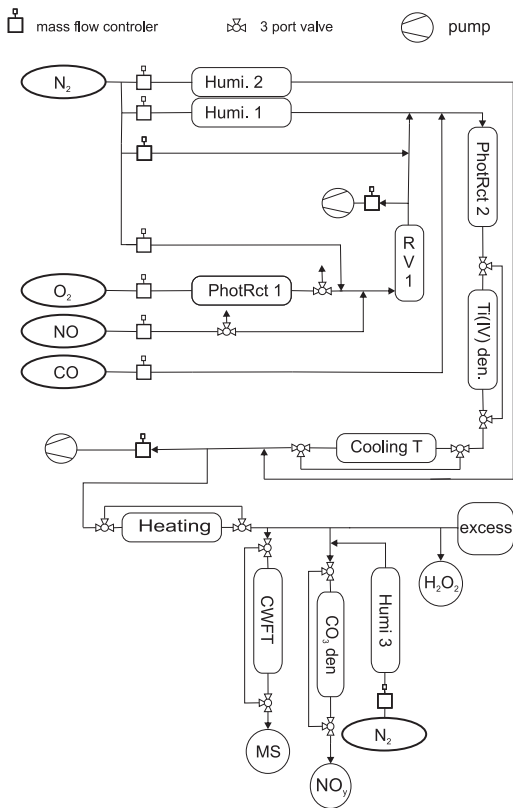 mass flow controler
3 port valve
pump
N₂
Humi. 2
Humi. 1
PhotRct 2
RV1
O₂
PhotRct 1
NO
Ti(IV) den.
CO
Cooling T
Heating
excess
H₂O₂
CWFT
CO₃ den
Humi 3
N₂
MS
NOy